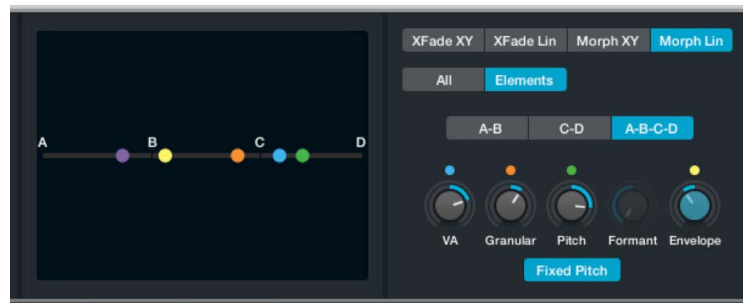 XFade XY XFade Lin Morph XY Morph Lin
All Elements
A-B C-D A-B-C-D
A B C D
VA Granular Pitch Formant Envelope
Fixed Pitch